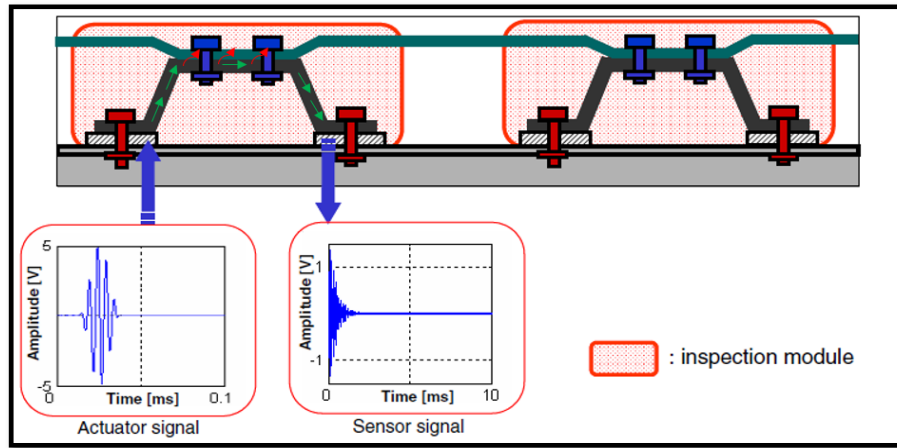 5
Amplitude [V]
-5
0
Time [ms]
0.1
Actuator signal
1
Amplitude [V]
-1
0
Time [ms]
10
Sensor signal
: inspection module